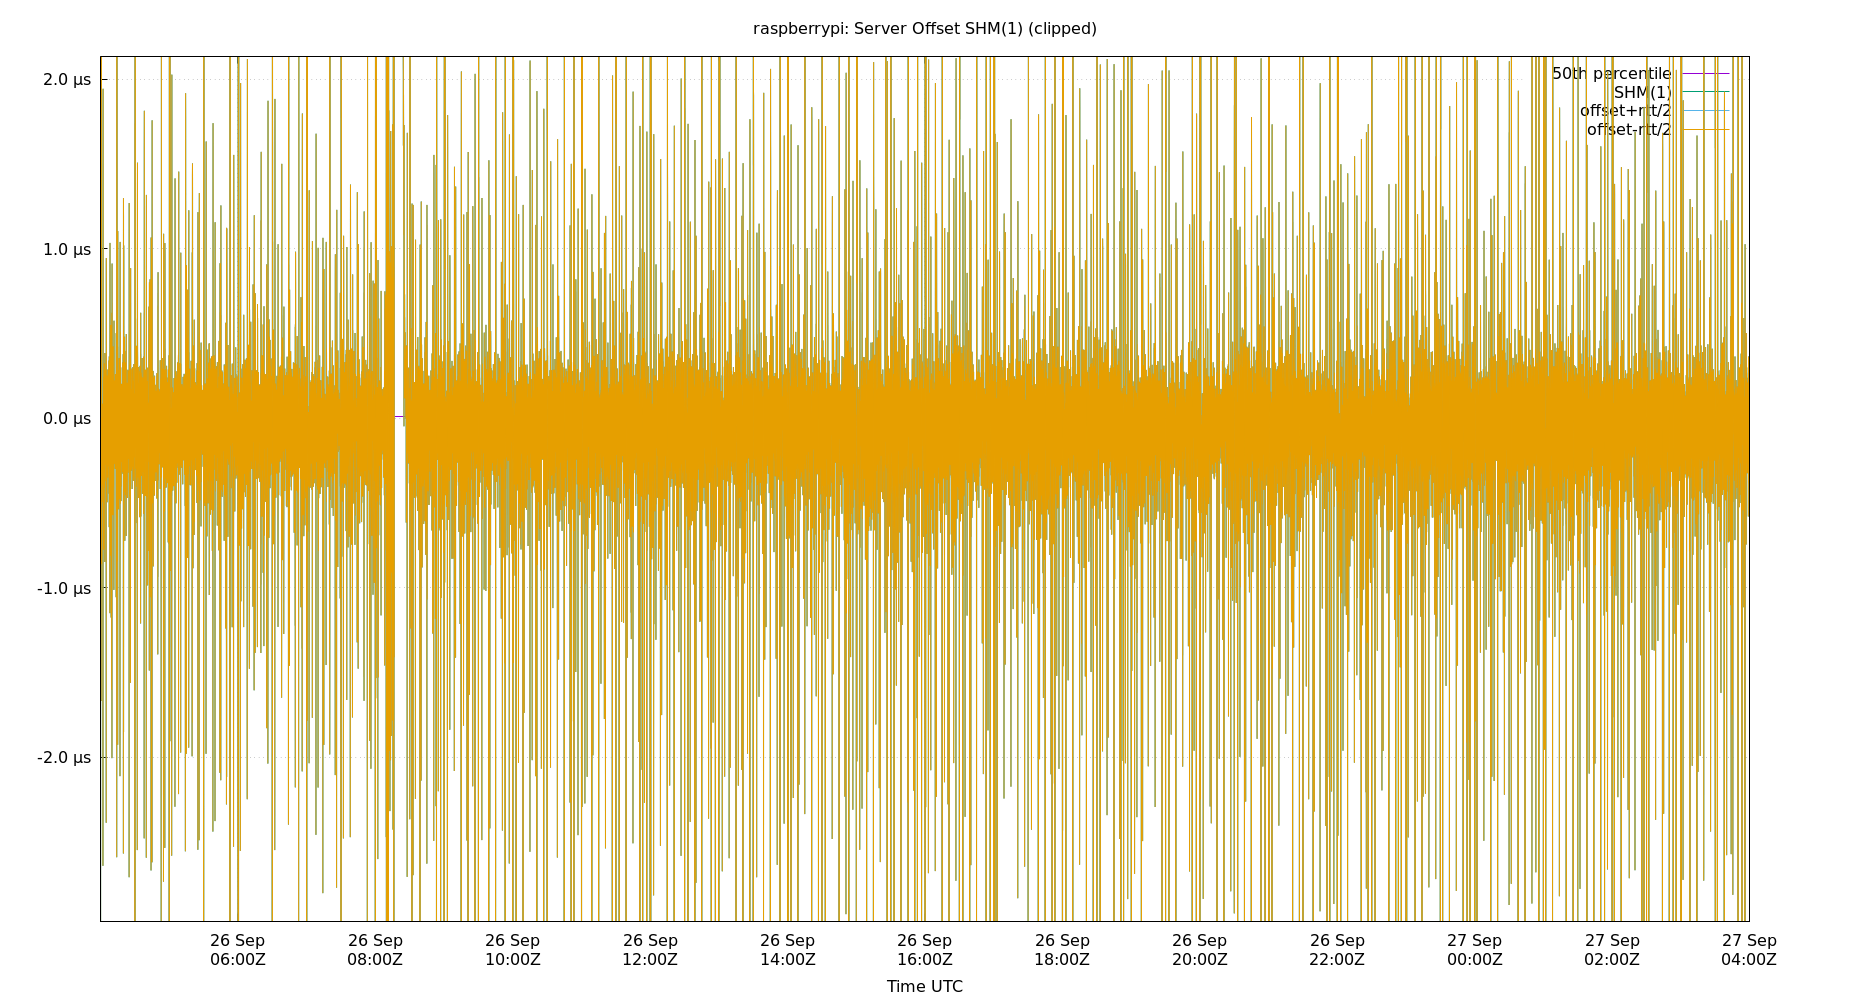 raspberrypi: Server Offset SHM(1) (clipped)
2.0 µs
1.0 µs
0.0 µs
-1.0 µs
-2.0 µs
50th percentile
SHM(1)
offset+rtt/2
offset-rtt/2
26 Sep 26 Sep 26 Sep 26 Sep 26 Sep 26 Sep 26 Sep 26 Sep 26 Sep 27 Sep 27 Sep 27 Sep
06:00Z 08:00Z 10:00Z 12:00Z 14:00Z 16:00Z 18:00Z 20:00Z 22:00Z 00:00Z 02:00Z 04:00Z
Time UTC